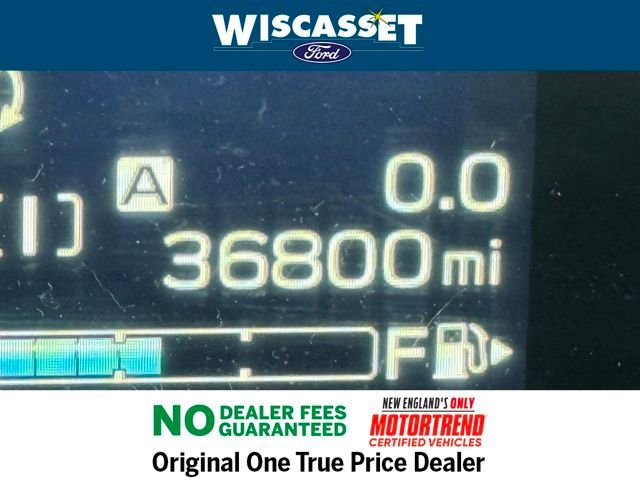 WISCASSET
Ford
A 0.0
(I)
36800 mi
F
NO DEALER FEES
GUARANTEED
NEW ENGLAND'S ONLY
MOTORTREND
CERTIFIED VEHICLES
Original One True Price Dealer